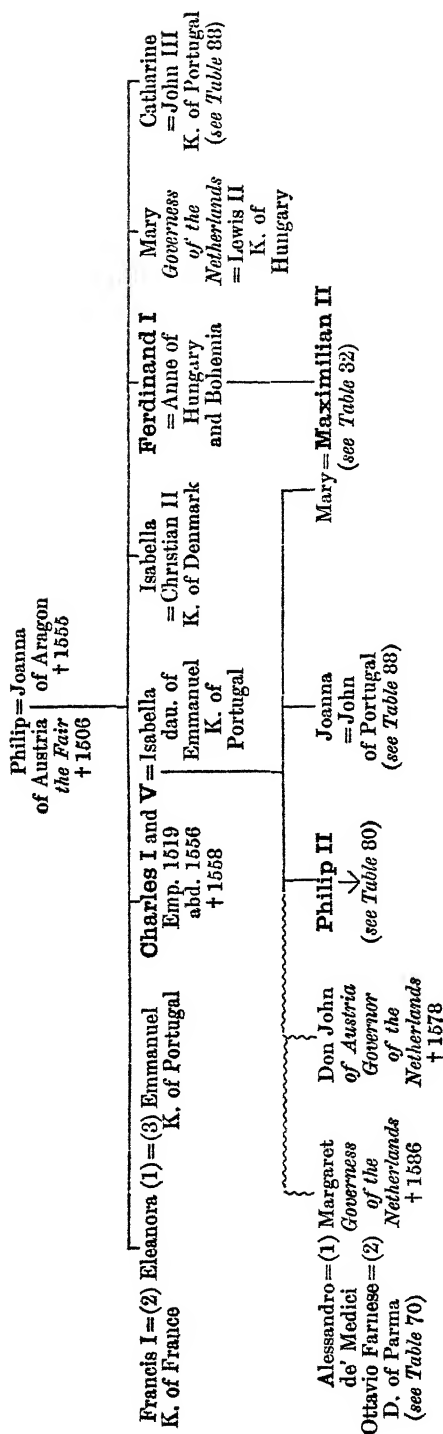 Philip=Joanna
of Austria of Aragon
the Fair †1555
†1506
Francis I=(2) Eleanora (1)=(3) Emmanuel
K. of France K. of Portugal
Charles I and V=Isabella
Emp. 1519 dau. of
abd. 1556 Emmanuel
†1558 K. of
Portugal
Isabella
=Christian II
K. of Denmark
Ferdinand I
=Anne of
Hungary
and Bohemia
Mary
Governess
of the
Netherlands
=Lewis II
K. of
Hungary
Catharine
=John III
K. of Portugal
(see Table 88)
Alessandro=(1) Margaret
de' Medici Governess
Ottavio Farnese=(2) of the
D. of Parma Netherlands
(see Table 70) †1586
Don John
of Austria
Governor
of the
Netherlands
†1578
Philip II
(see Table 80)
Joanna
=John
of Portugal
(see Table 88)
Mary=Maximilian II
(see Table 32)